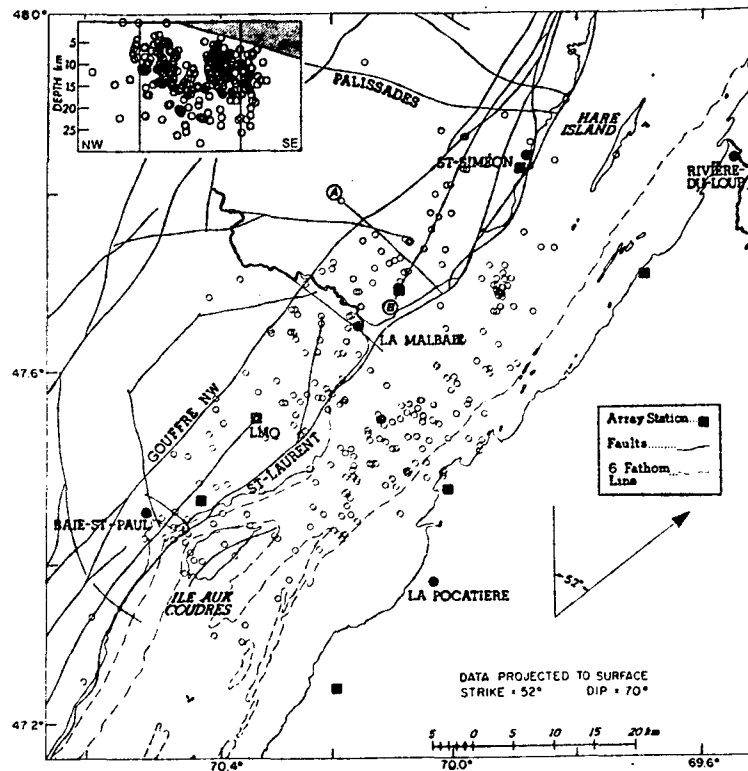 48.0°
5
10
15
20
25
DEPTH km
NW
SE
PALISSADES
HARE
ISLAND
ST-SIMÉON
RIVIÈRE-
DU-LOUP
A
B
LA MALBAIE
47.6°
GOUFFRE NW
LMQ
ST-LAURENT
Array Station
Faults
6 Fathom
Line
BAIE-ST-PAUL
ILE AUX
COUDRES
LA POCATIERE
52°
DATA PROJECTED TO SURFACE
STRIKE = 52° DIP = 70°
47.2°
5 0 5 10 15 20 km
70.4° 70.0° 69.6°